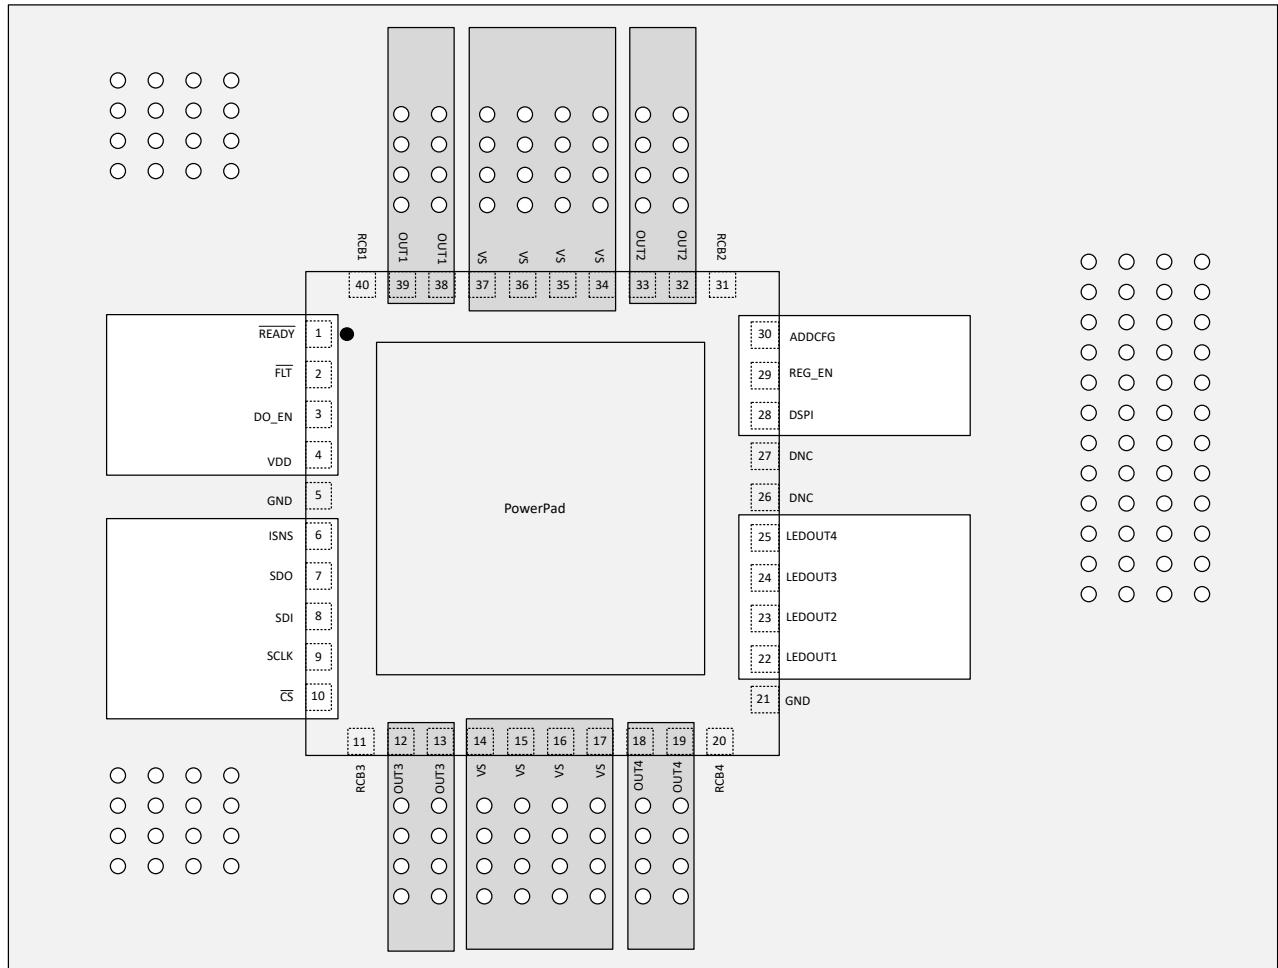 RCB1
OUT1
OUT1
VS
VS
VS
VS
OUT2
OUT2
RCB2
40
39
38
37
36
35
34
33
32
31
READY 1
FLT 2
DO_EN 3
VDD 4
GND 5
ISNS 6
SDO 7
SDI 8
SCLK 9
CS 10
PowerPad
30 ADDCFG
29 REG_EN
28 DSPI
27 DNC
26 DNC
25 LEDOUT4
24 LEDOUT3
23 LEDOUT2
22 LEDOUT1
21 GND
11
12
13
14
15
16
17
18
19
20
RCB3
OUT3
OUT3
VS
VS
VS
VS
OUT4
OUT4
RCB4